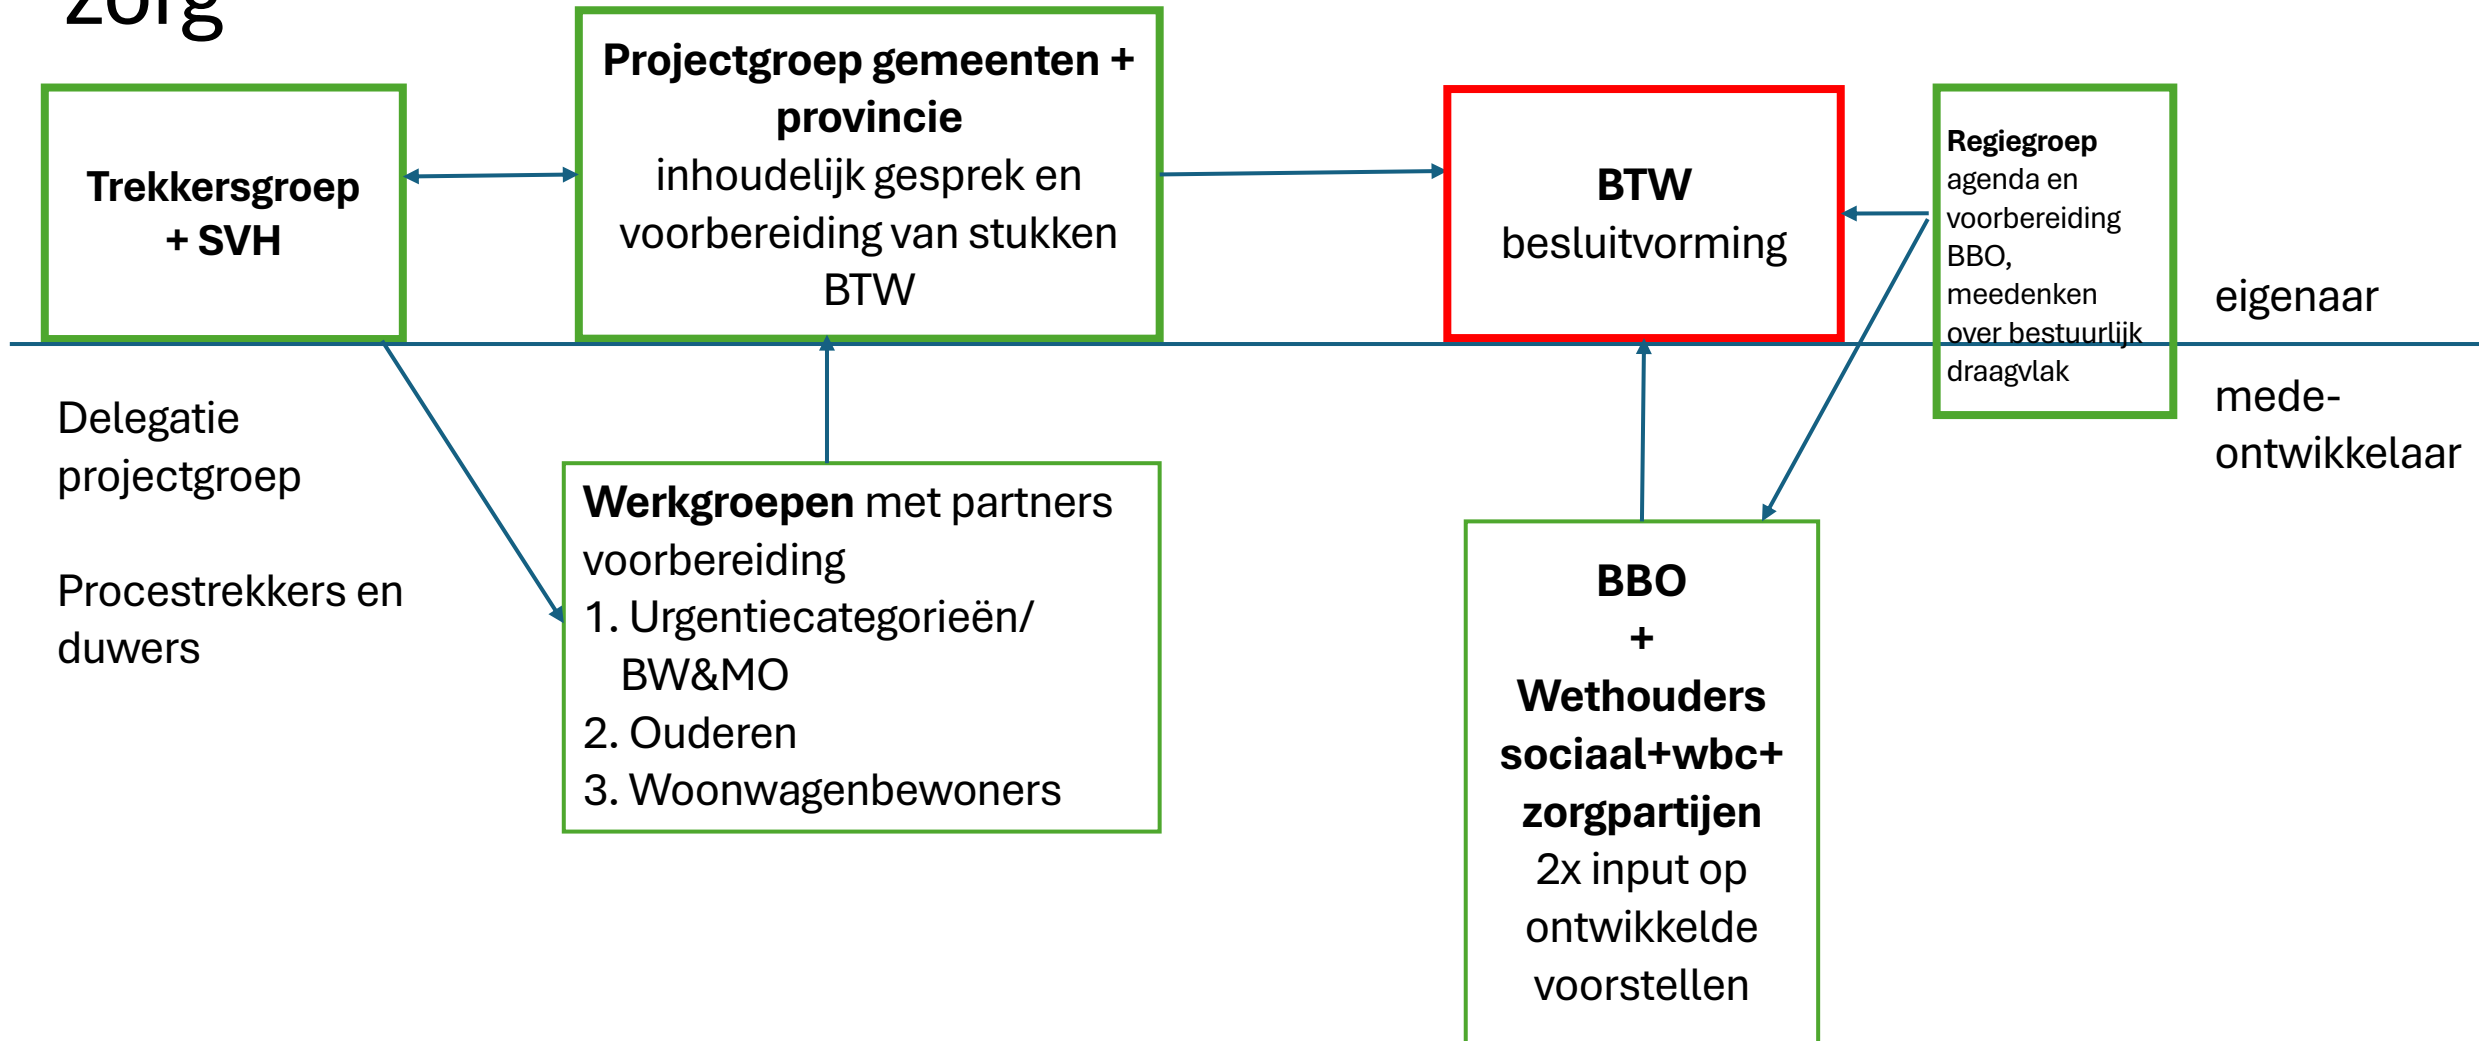 zorg
Projectgroep gemeenten +
provincie
inhoudelijk gesprek en
voorbereiding van stukken
BTW
Trekkersgroep
+ SVH
BTW
besluitvorming
Regiegroep
agenda en
voorbereiding
BBO,
meedenken
over bestuurlijk
draagvlak
eigenaar
mede-
ontwikkelaar
Delegatie
projectgroep
Procestrekkers en
duwers
Werkgroepen met partners
voorbereiding
1. Urgentiecategorieën/
BW&MO
2. Ouderen
3. Woonwagenbewoners
BBO
+
Wethouders
sociaal+wbc+
zorgpartijen
2x input op
ontwikkelde
voorstellen